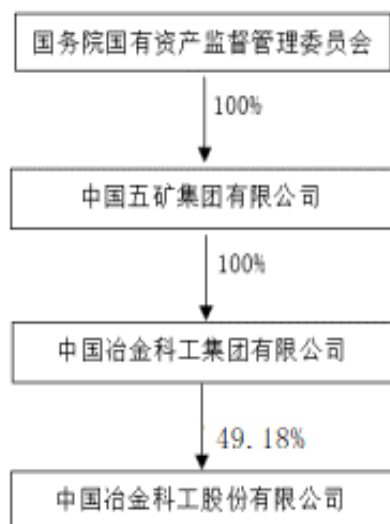 国务院国有资产监督管理委员会
100%
中国五矿集团有限公司
100%
中国冶金科工集团有限公司
49.18%
中国冶金科工股份有限公司